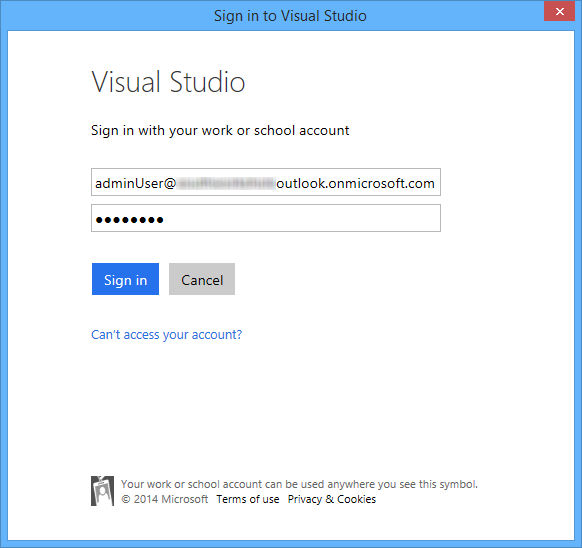 Sign in to Visual Studio
Visual Studio
Sign in with your work or school account
adminUser@ outlook.onmicrosoft.com
●●●●●●●●
Sign in Cancel
Can't access your account?
Your work or school account can be used anywhere you see this symbol.
© 2014 Microsoft Terms of use Privacy & Cookies